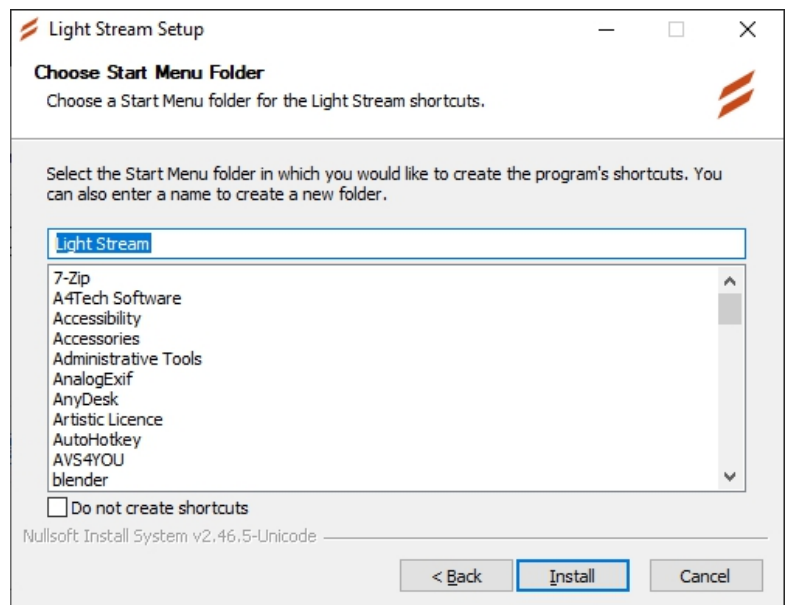 Light Stream Setup
Choose Start Menu Folder
Choose a Start Menu folder for the Light Stream shortcuts.
Select the Start Menu folder in which you would like to create the program's shortcuts. You
can also enter a name to create a new folder.
Light Stream
7-Zip
A4Tech Software
Accessibility
Accessories
Administrative Tools
AnalogExif
AnyDesk
Artistic Licence
AutoHotkey
AVS4YOU
blender
Do not create shortcuts
Nullsoft Install System v2.46.5-Unicode
< Back Install Cancel